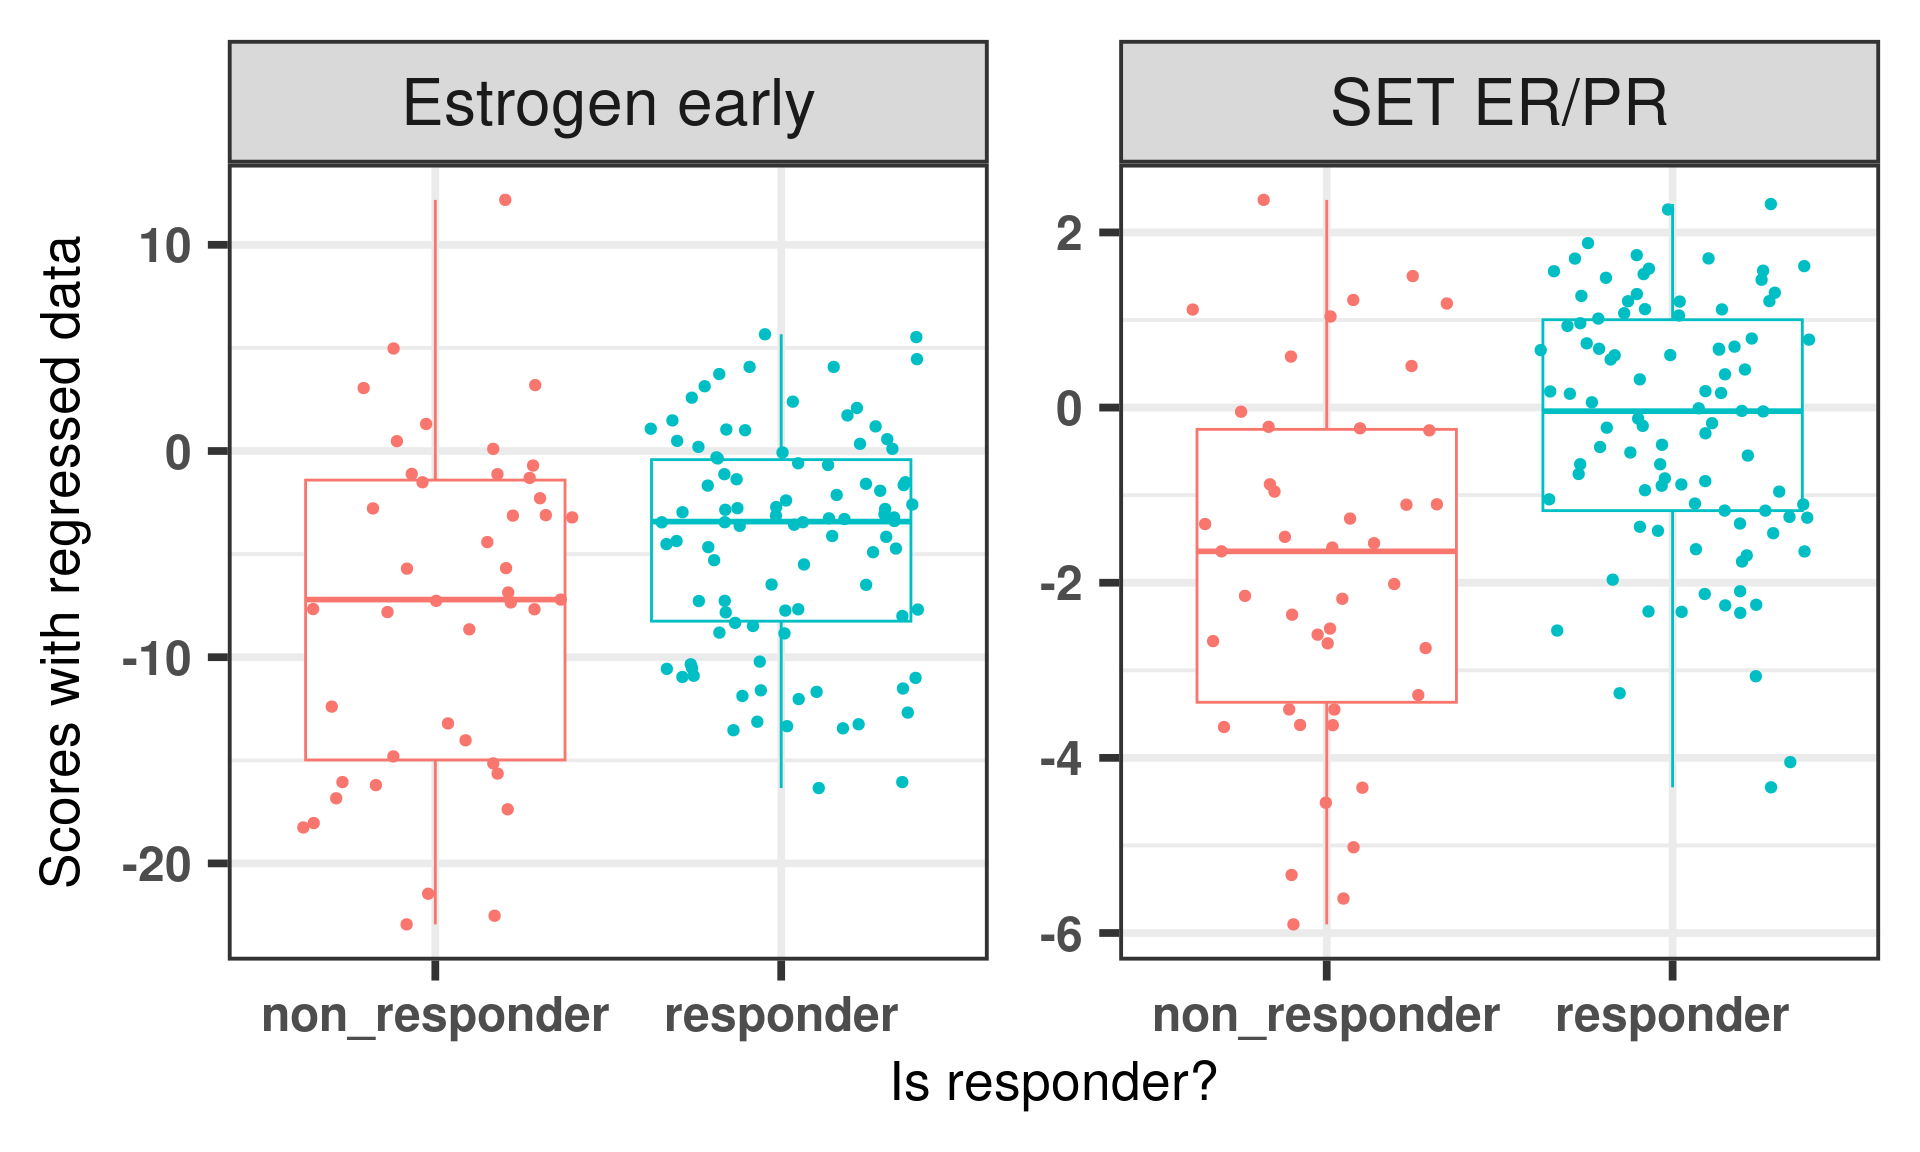 Estrogen early
SET ER/PR
Scores with regressed data
10
0
-10
-20
2
0
-2
-4
-6
non_responder
responder
non_responder
responder
Is responder?